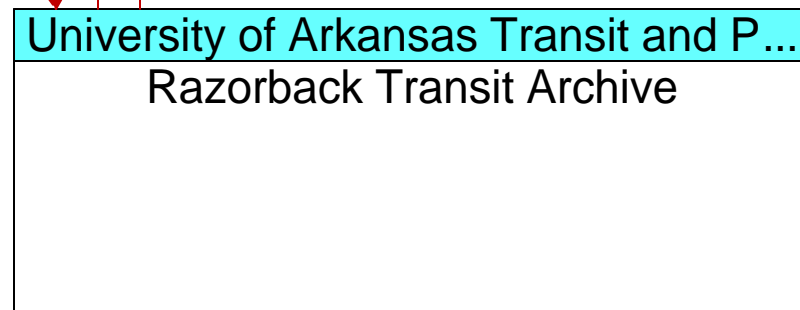 University of Arkansas Transit and P...
Razorback Transit Archive